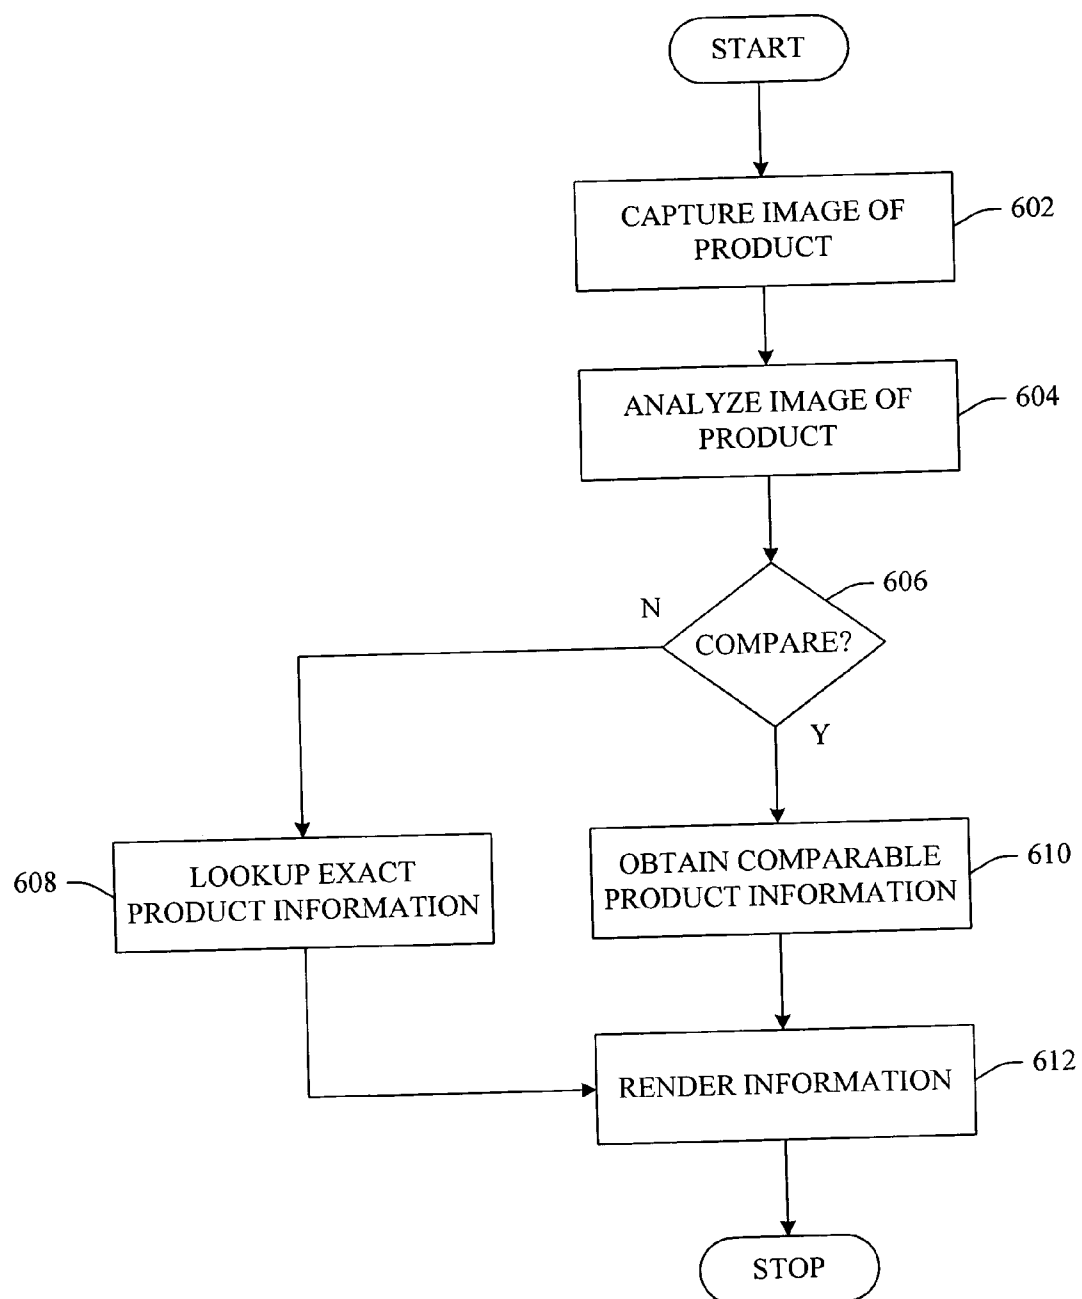 START
CAPTURE IMAGE OF
PRODUCT
602
ANALYZE IMAGE OF
PRODUCT
604
606
N
COMPARE?
Y
608
LOOKUP EXACT
PRODUCT INFORMATION
OBTAIN COMPARABLE
PRODUCT INFORMATION
610
RENDER INFORMATION
612
STOP